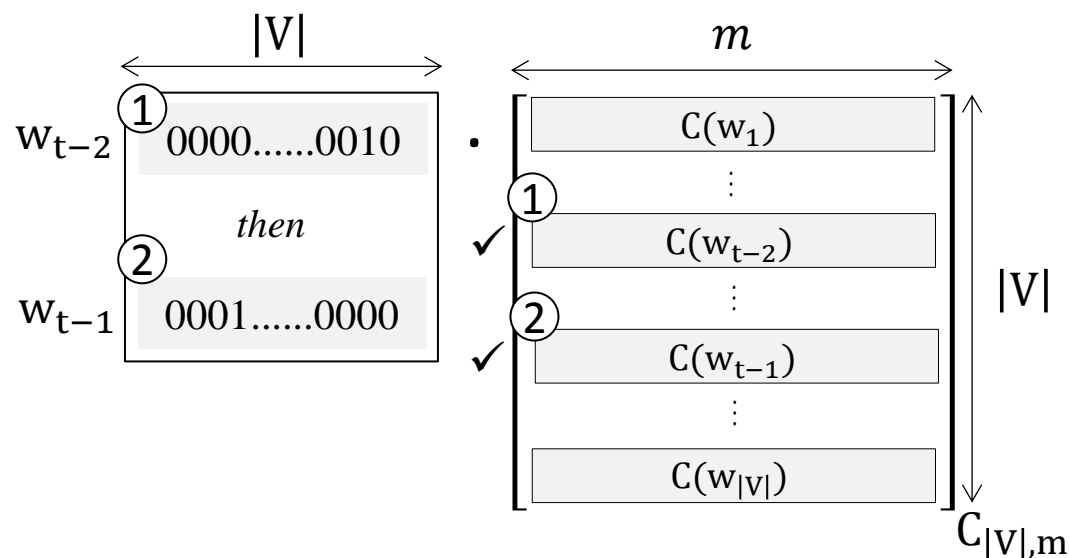 |V|
m
①
w_{t−2} 0000......0010 ·
then
②
w_{t−1} 0001......0000
C(w_1)
⋮
①
✓ C(w_{t−2})
⋮
②
✓ C(w_{t−1})
⋮
C(w_{|V|})
|V|
C_{|V|,m}